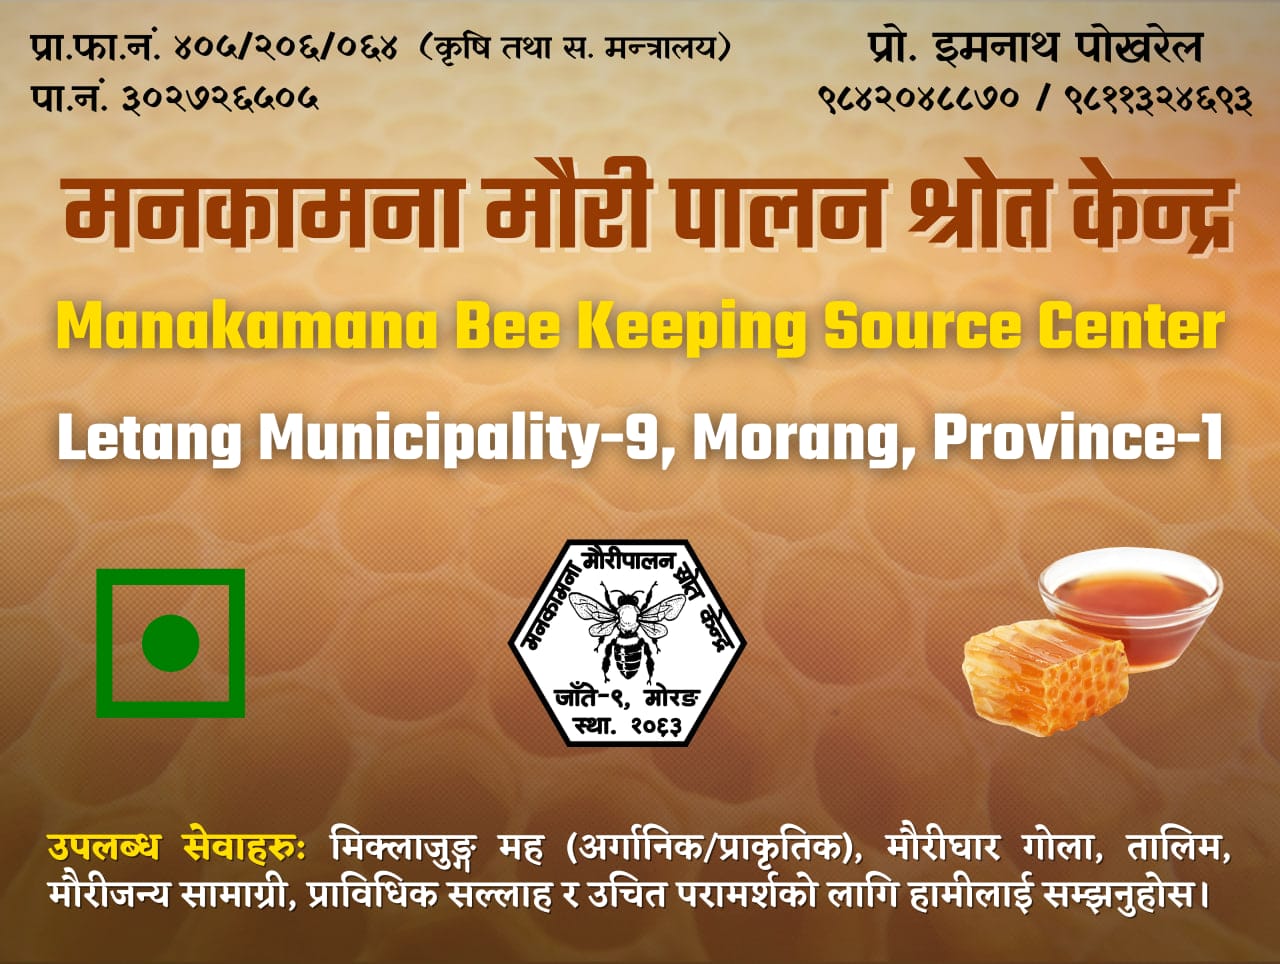 प्रा.फा.नं. ४०५/२०६/०६४ (कृषि तथा स. मन्त्रालय)
पा.नं. ३०२७२६५०५
प्रो. इमनाथ पोखरेल
९८४२०४८८७० / ९८११३२४६९३
मनकामना मौरी पालन श्रोत केन्द्र
Manakamana Bee Keeping Source Center
Letang Municipality-9, Morang, Province-1
मनकामना मौरीपालन स्रोत केन्द्र
जाँते-९, मोरङ
स्था. २०६३
उपलब्ध सेवाहरुः मिक्लाजुङ्ग मह (अर्गानिक/प्राकृतिक), मौरीघार गोला, तालिम,
मौरीजन्य सामाग्री, प्राविधिक सल्लाह र उचित परामर्शको लागि हामीलाई सम्झनुहोस।